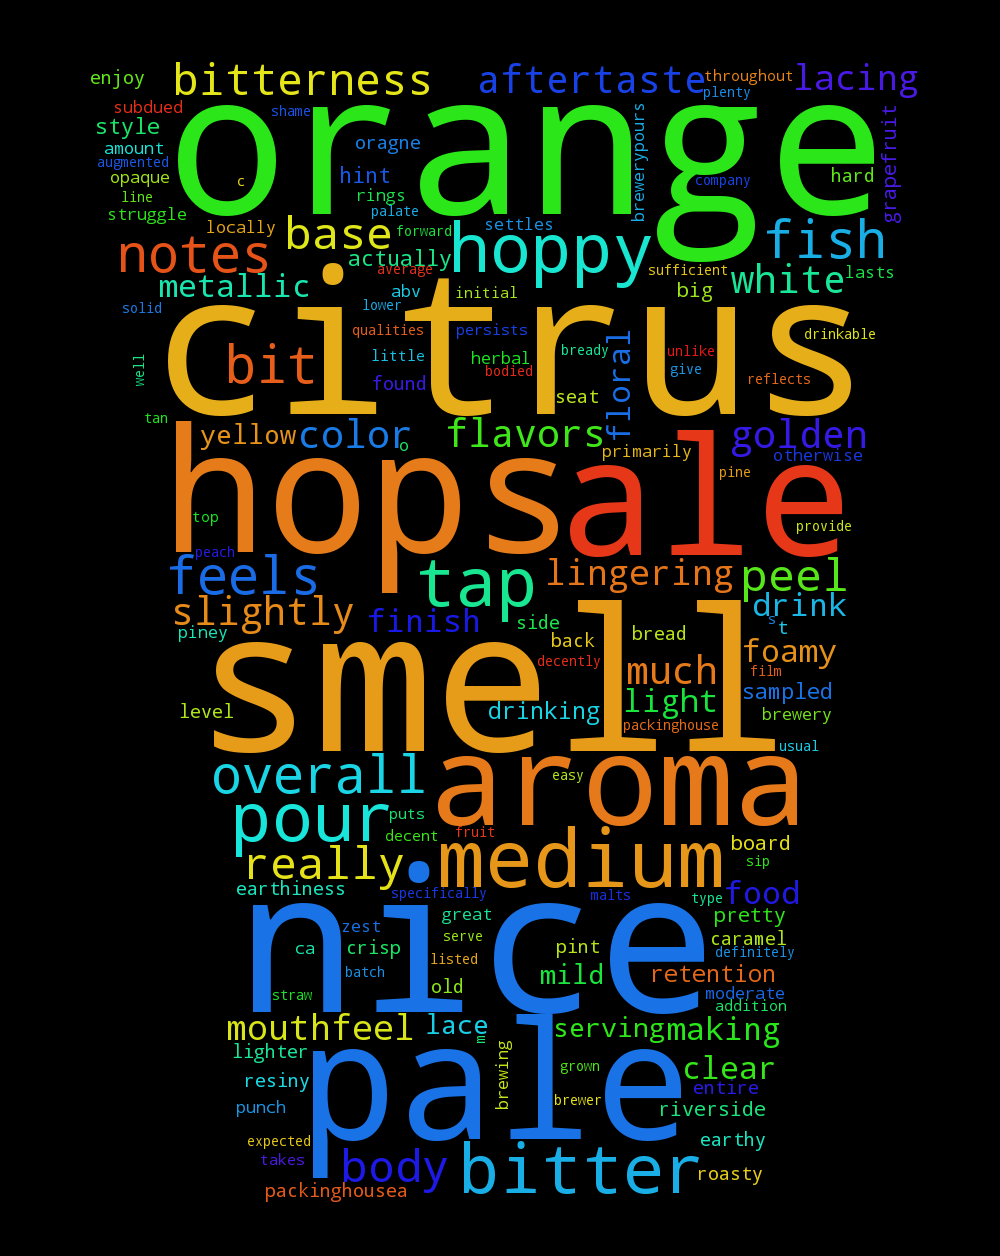 enjoy bitterness aftertaste throughout lacing
plenty
subdued orange shame brewerypours grapefruit
style
amount oragne
augmented
opaque c hint company hard
line rings
struggle palate
locally base forward settles
notes actually hoppy fish
average sufficient white lasts
metallic abv initial big
solid lower
citrus qualities persists drinkable
well bit little herbal bready floral unlike
found bodied give reflects
seat
tan
yellow color o flavors golden
primarily otherwise
hops ale pine
top provide
peach
feels tap lingering peel
slightly finish side drink
s
piney back bread t
smell decently much foamy
film
level drinking light sampled
packinghouse brewery
usual
overall aroma easy
pour puts
decent fruit
really medium board
sip
earthiness specifically malts type food
nice zest great pretty
serve caramel
ca crisp pint definitely
batch listed mild retention
straw old moderate
addition
mouthfeel lace serving making
m
lighter pale brewing grown clear
resiny entire
punch brewer riverside
expected earthy
takes body bitter roasty
packinghousea